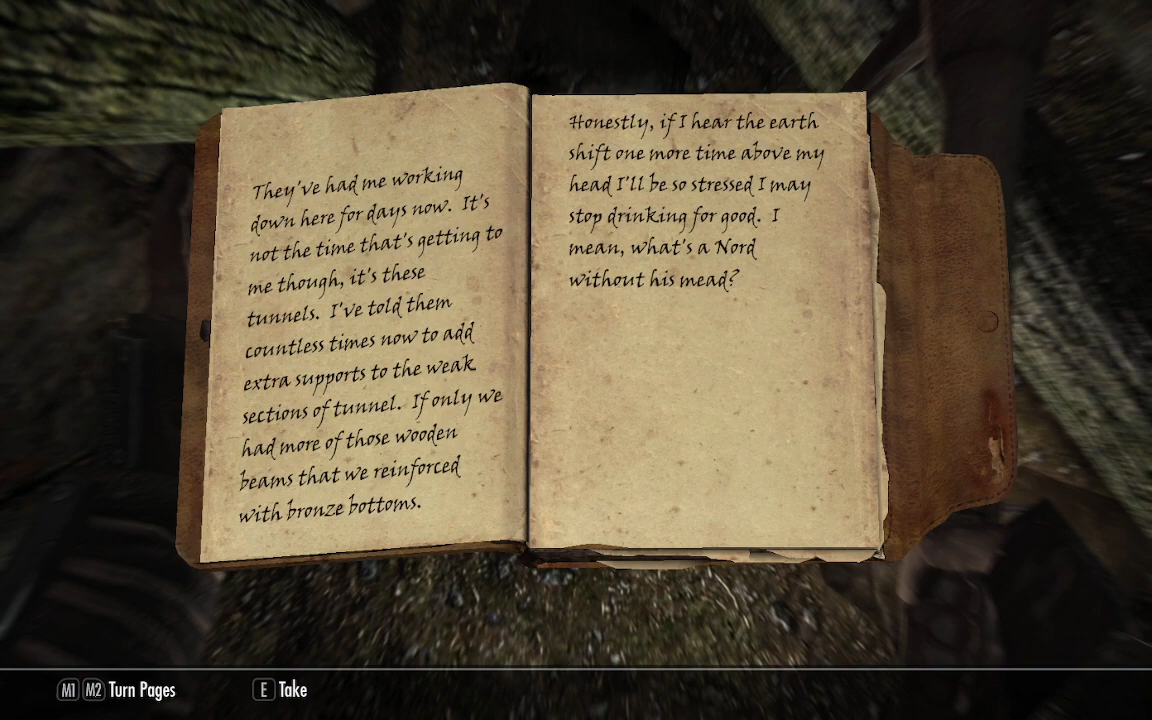 They've had me working
down here for days now.  It's
not the time that's getting to
me though, it's these
tunnels.  I've told them
countless times now to add
extra supports to the weak
sections of tunnel.  If only we
had more of those wooden
beams that we reinforced
with bronze bottoms.
Honestly, if I hear the earth
shift one more time above my
head I'll be so stressed I may
stop drinking for good.  I
mean, what's a Nord
without his mead?
M1 M2 Turn Pages
E Take